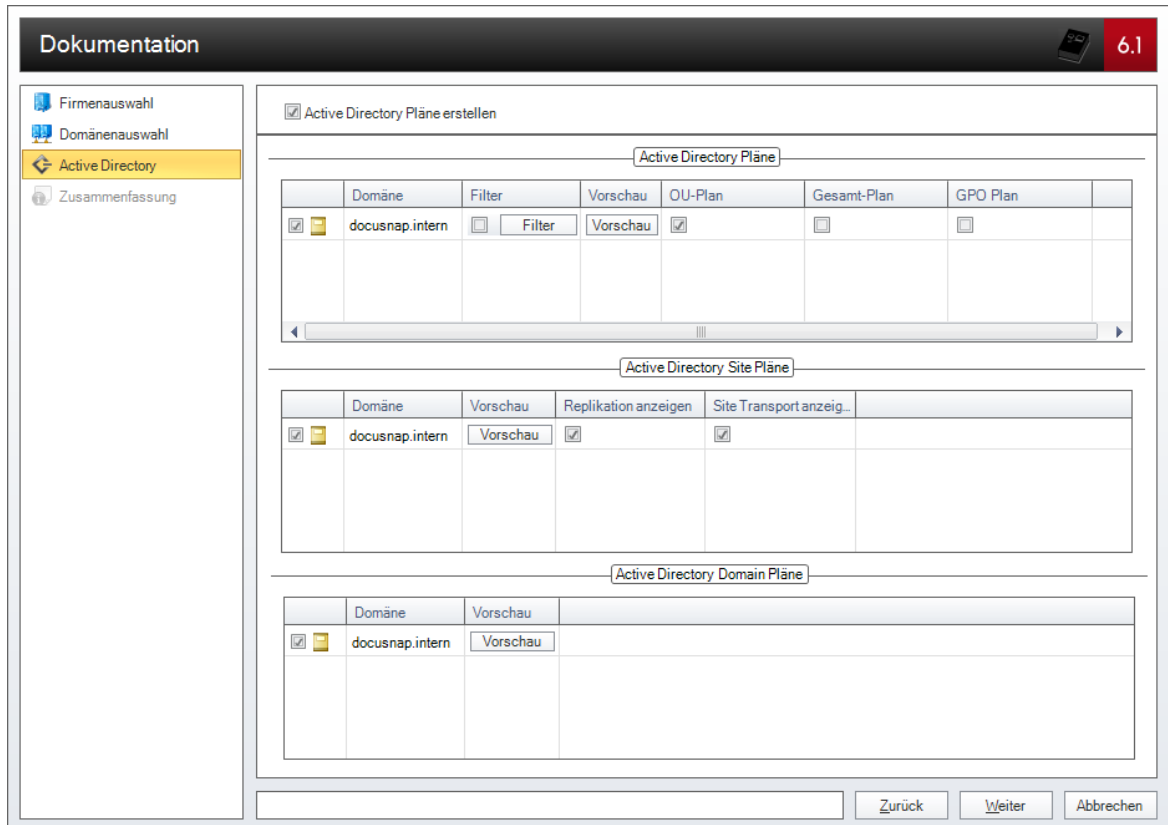 Dokumentation
6.1
Firmenauswahl
Domänenauswahl
Active Directory
Zusammenfassung
Active Directory Pläne erstellen
Active Directory Pläne
Domäne Filter Vorschau OU-Plan Gesamt-Plan GPO Plan
docusnap.intern Filter Vorschau
Active Directory Site Pläne
Domäne Vorschau Replikation anzeigen Site Transport anzeig...
docusnap.intern Vorschau
Active Directory Domain Pläne
Domäne Vorschau
docusnap.intern Vorschau
Zurück Weiter Abbrechen